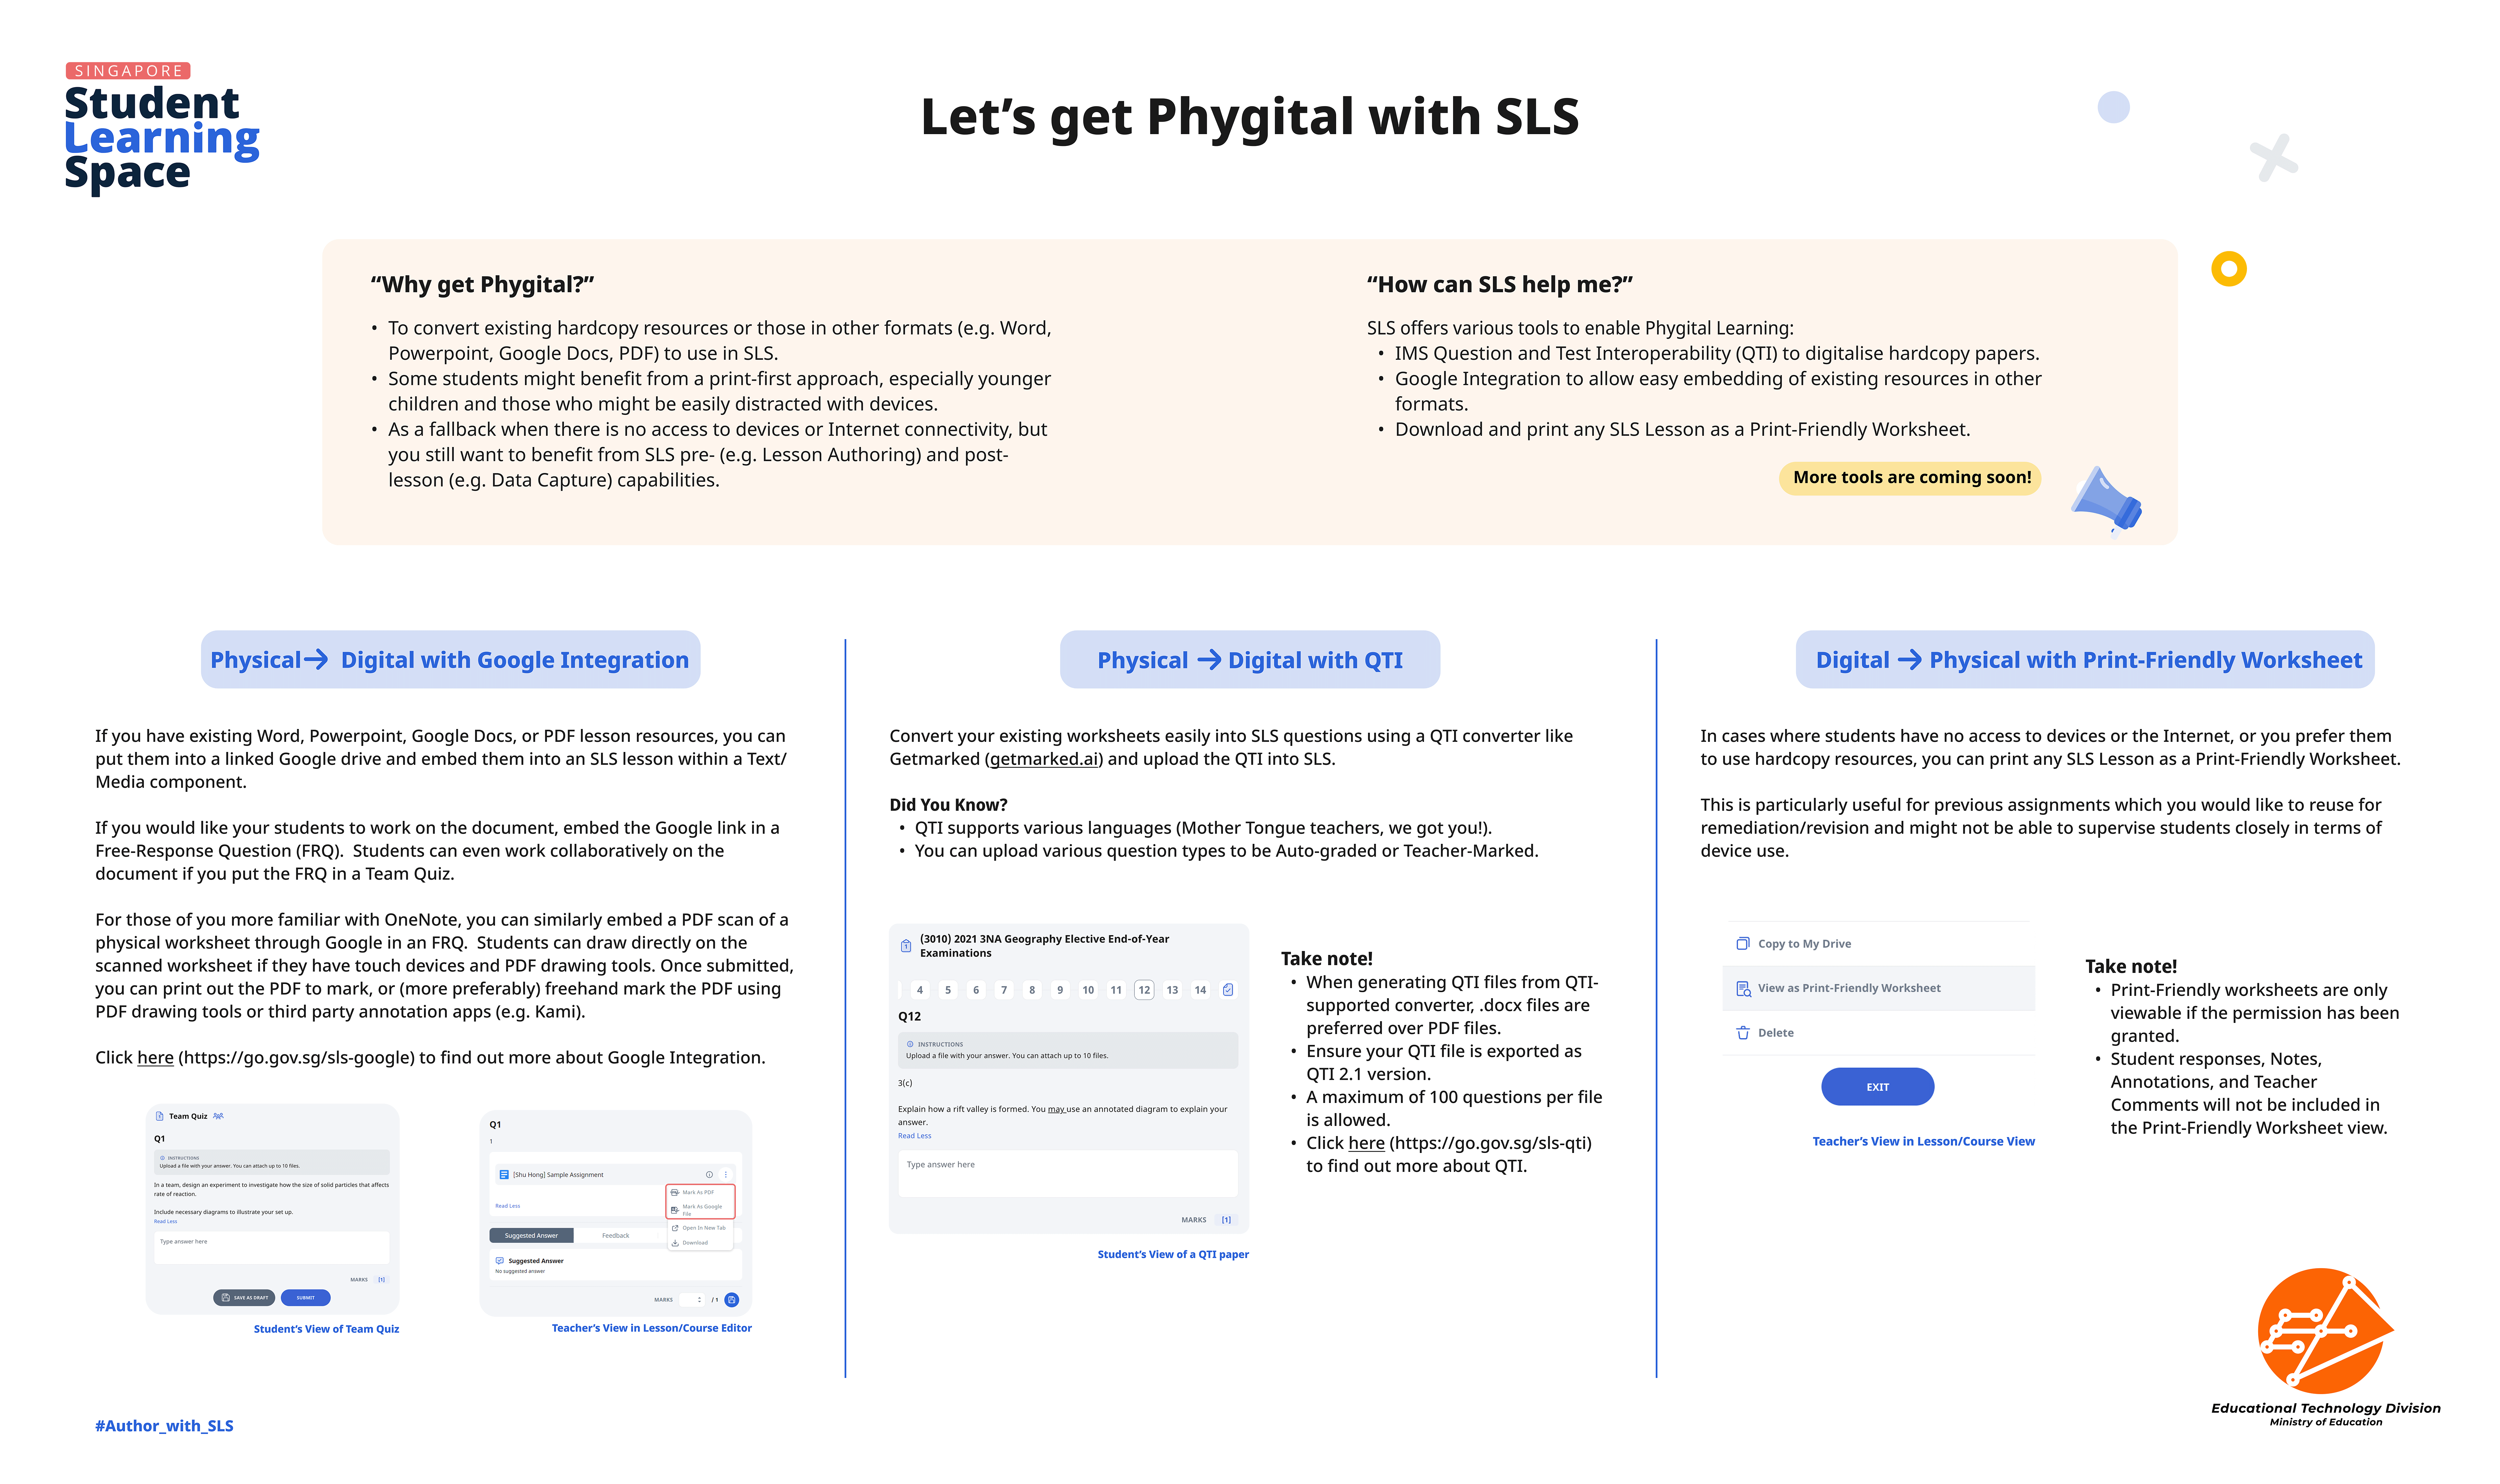 SINGAPORE
Student
Learning
Space
Let's get Phygital with SLS
“Why get Phygital?”
• To convert existing hardcopy resources or those in other formats (e.g. Word,
Powerpoint, Google Docs, PDF) to use in SLS.
• Some students might benefit from a print-first approach, especially younger
children and those who might be easily distracted with devices.
• As a fallback when there is no access to devices or Internet connectivity, but
you still want to benefit from SLS pre- (e.g. Lesson Authoring) and post-
lesson (e.g. Data Capture) capabilities.
“How can SLS help me?”
SLS offers various tools to enable Phygital Learning:
• IMS Question and Test Interoperability (QTI) to digitalise hardcopy papers.
• Google Integration to allow easy embedding of existing resources in other
formats.
• Download and print any SLS Lesson as a Print-Friendly Worksheet.
More tools are coming soon!
Physical → Digital with Google Integration
If you have existing Word, Powerpoint, Google Docs, or PDF lesson resources, you can
put them into a linked Google drive and embed them into an SLS lesson within a Text/
Media component.
If you would like your students to work on the document, embed the Google link in a
Free-Response Question (FRQ).  Students can even work collaboratively on the
document if you put the FRQ in a Team Quiz.
For those of you more familiar with OneNote, you can similarly embed a PDF scan of a
physical worksheet through Google in an FRQ.  Students can draw directly on the
scanned worksheet if they have touch devices and PDF drawing tools. Once submitted,
you can print out the PDF to mark, or (more preferably) freehand mark the PDF using
PDF drawing tools or third party annotation apps (e.g. Kami).
Click here (https://go.gov.sg/sls-google) to find out more about Google Integration.
Team Quiz
Q1
INSTRUCTIONS
Upload a file with your answer. You can attach up to 10 files.
In a team, design an experiment to investigate how the size of solid particles that affects
rate of reaction.
Include necessary diagrams to illustrate your set up.
Read Less
Type answer here
MARKS [1]
SAVE AS DRAFT SUBMIT
Student's View of Team Quiz
Q1
1
[Shu Hong] Sample Assignment
Mark As PDF
Mark As Google
File
Open In New Tab
Download
Read Less
Suggested Answer Feedback
Suggested Answer
No suggested answer
MARKS / 1
Teacher's View in Lesson/Course Editor
Physical → Digital with QTI
Convert your existing worksheets easily into SLS questions using a QTI converter like
Getmarked (getmarked.ai) and upload the QTI into SLS.
Did You Know?
• QTI supports various languages (Mother Tongue teachers, we got you!).
• You can upload various question types to be Auto-graded or Teacher-Marked.
(3010) 2021 3NA Geography Elective End-of-Year
Examinations
4 5 6 7 8 9 10 11 12 13 14
Q12
INSTRUCTIONS
Upload a file with your answer. You can attach up to 10 files.
3(c)
Explain how a rift valley is formed. You may use an annotated diagram to explain your
answer.
Read Less
Type answer here
MARKS [1]
Student's View of a QTI paper
Take note!
• When generating QTI files from QTI-
supported converter, .docx files are
preferred over PDF files.
• Ensure your QTI file is exported as
QTI 2.1 version.
• A maximum of 100 questions per file
is allowed.
• Click here (https://go.gov.sg/sls-qti)
to find out more about QTI.
Digital → Physical with Print-Friendly Worksheet
In cases where students have no access to devices or the Internet, or you prefer them
to use hardcopy resources, you can print any SLS Lesson as a Print-Friendly Worksheet.
This is particularly useful for previous assignments which you would like to reuse for
remediation/revision and might not be able to supervise students closely in terms of
device use.
Copy to My Drive
View as Print-Friendly Worksheet
Delete
EXIT
Teacher's View in Lesson/Course View
Take note!
• Print-Friendly worksheets are only
viewable if the permission has been
granted.
• Student responses, Notes,
Annotations, and Teacher
Comments will not be included in
the Print-Friendly Worksheet view.
#Author_with_SLS
Educational Technology Division
Ministry of Education